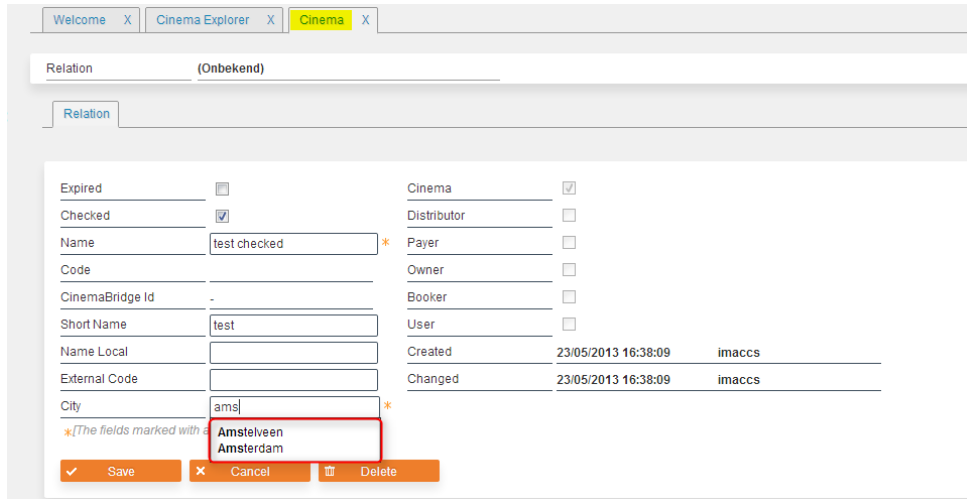 Welcome X Cinema Explorer X Cinema X
Relation (Onbekend)
Relation
Expired Cinema
Checked Distributor
Name test checked * Payer
Code Owner
CinemaBridge Id - Booker
Short Name test User
Name Local Created 23/05/2013 16:38:09 imaccs
External Code Changed 23/05/2013 16:38:09 imaccs
City ams *
*[The fields marked with a
Amstelveen
Amsterdam
Save Cancel Delete